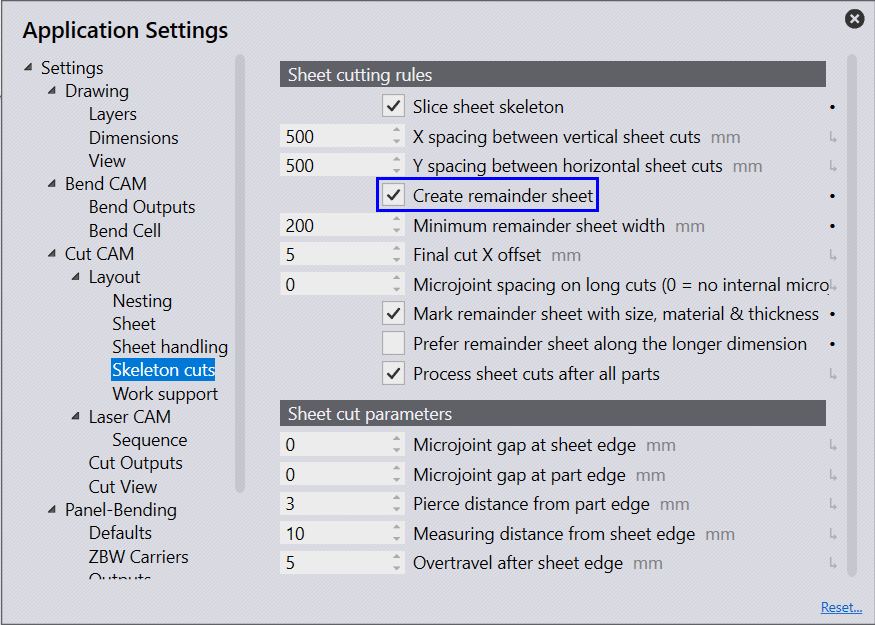 Application Settings
Settings
Drawing
Layers
Dimensions
View
Bend CAM
Bend Outputs
Bend Cell
Cut CAM
Layout
Nesting
Sheet
Sheet handling
Skeleton cuts
Work support
Laser CAM
Sequence
Cut Outputs
Cut View
Panel-Bending
Defaults
ZBW Carriers
Outputs
Sheet cutting rules
Slice sheet skeleton
500 X spacing between vertical sheet cuts mm
500 Y spacing between horizontal sheet cuts mm
Create remainder sheet
200 Minimum remainder sheet width mm
5 Final cut X offset mm
0 Microjoint spacing on long cuts (0 = no internal micro
Mark remainder sheet with size, material & thickness
Prefer remainder sheet along the longer dimension
Process sheet cuts after all parts
Sheet cut parameters
0 Microjoint gap at sheet edge mm
0 Microjoint gap at part edge mm
3 Pierce distance from part edge mm
10 Measuring distance from sheet edge mm
5 Overtravel after sheet edge mm
Reset...